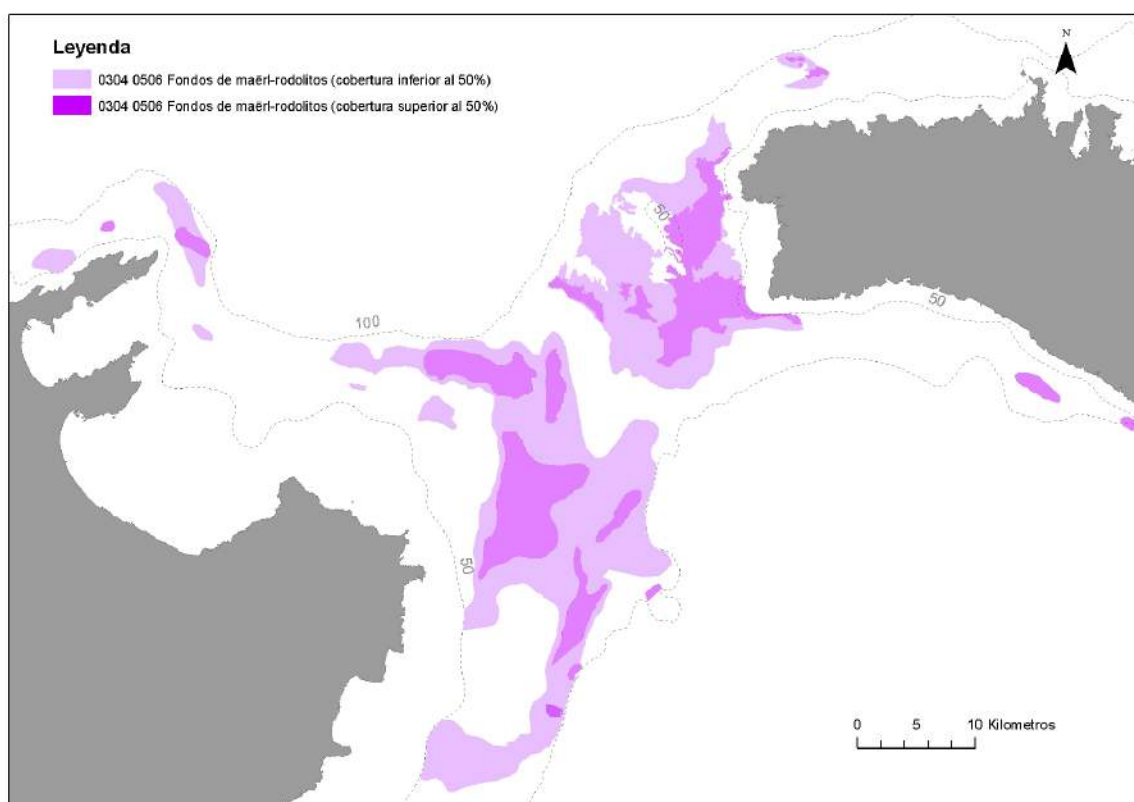 Leyenda
0304 0506 Fondos de maërl-rodolitos (cobertura inferior al 50%)
0304 0506 Fondos de maërl-rodolitos (cobertura superior al 50%)
N
50
50
100
50
0 5 10 Kilometros